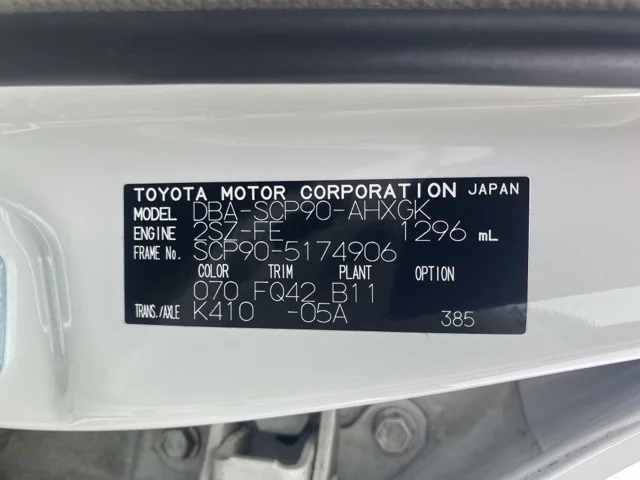 TOYOTA MOTOR CORPORATION JAPAN
MODEL DBA-SCP90-AHXGK
ENGINE 2SZ-FE 1296 mL
FRAME No. SCP90-5174906
COLOR TRIM PLANT OPTION
070 FQ42 B11
TRANS./AXLE K410 -05A 385